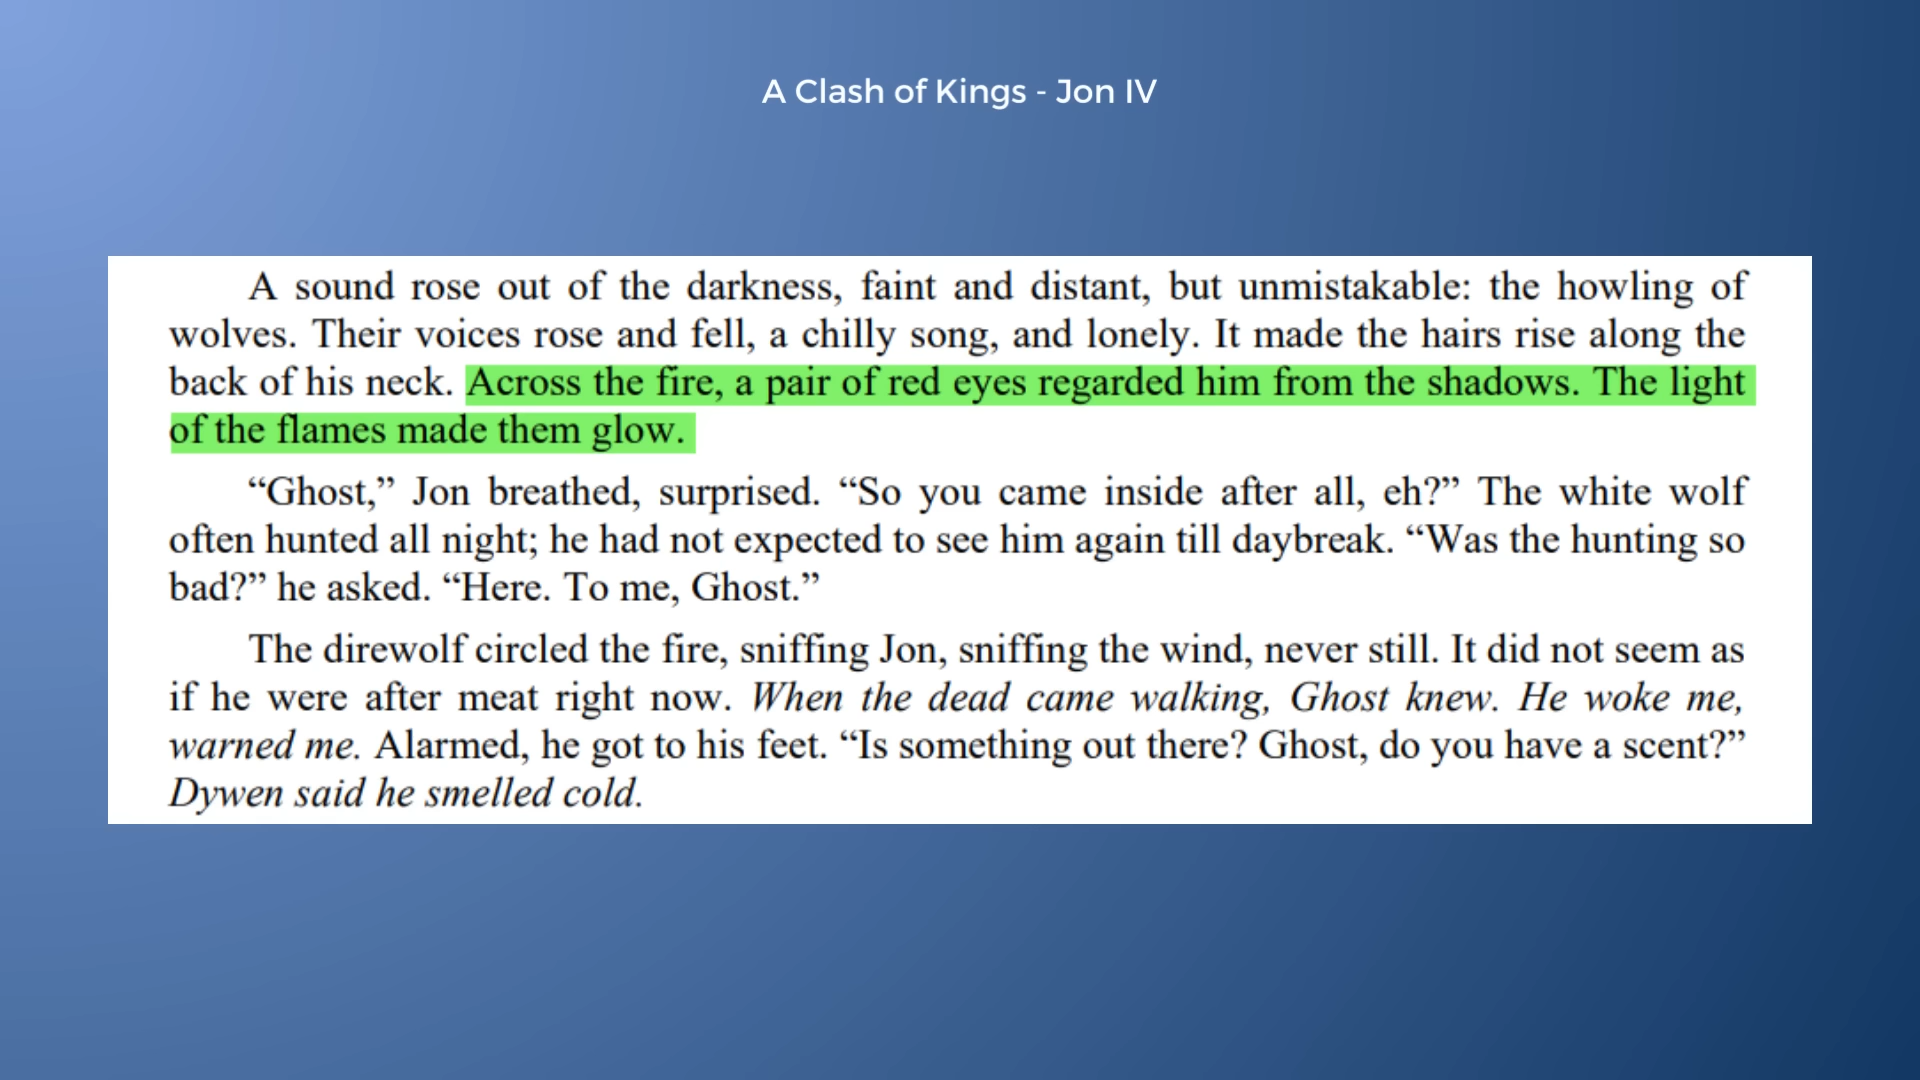 A Clash of Kings - Jon IV
A sound rose out of the darkness, faint and distant, but unmistakable: the howling of
wolves. Their voices rose and fell, a chilly song, and lonely. It made the hairs rise along the
back of his neck. Across the fire, a pair of red eyes regarded him from the shadows. The light
of the flames made them glow.
“Ghost,” Jon breathed, surprised. “So you came inside after all, eh?” The white wolf
often hunted all night; he had not expected to see him again till daybreak. “Was the hunting so
bad?” he asked. “Here. To me, Ghost.”
The direwolf circled the fire, sniffing Jon, sniffing the wind, never still. It did not seem as
if he were after meat right now. When the dead came walking, Ghost knew. He woke me,
warned me. Alarmed, he got to his feet. “Is something out there? Ghost, do you have a scent?”
Dywen said he smelled cold.